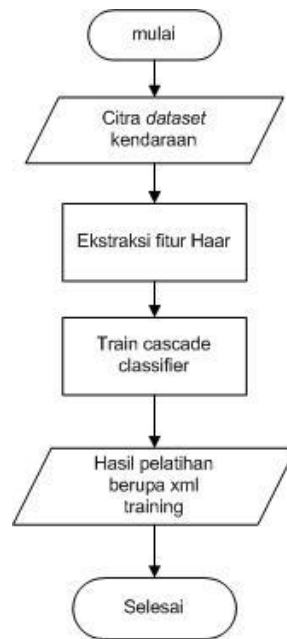 mulai
Citra dataset
kendaraan
Ekstraksi fitur Haar
Train cascade
classifier
Hasil pelatihan
berupa xml
training
Selesai